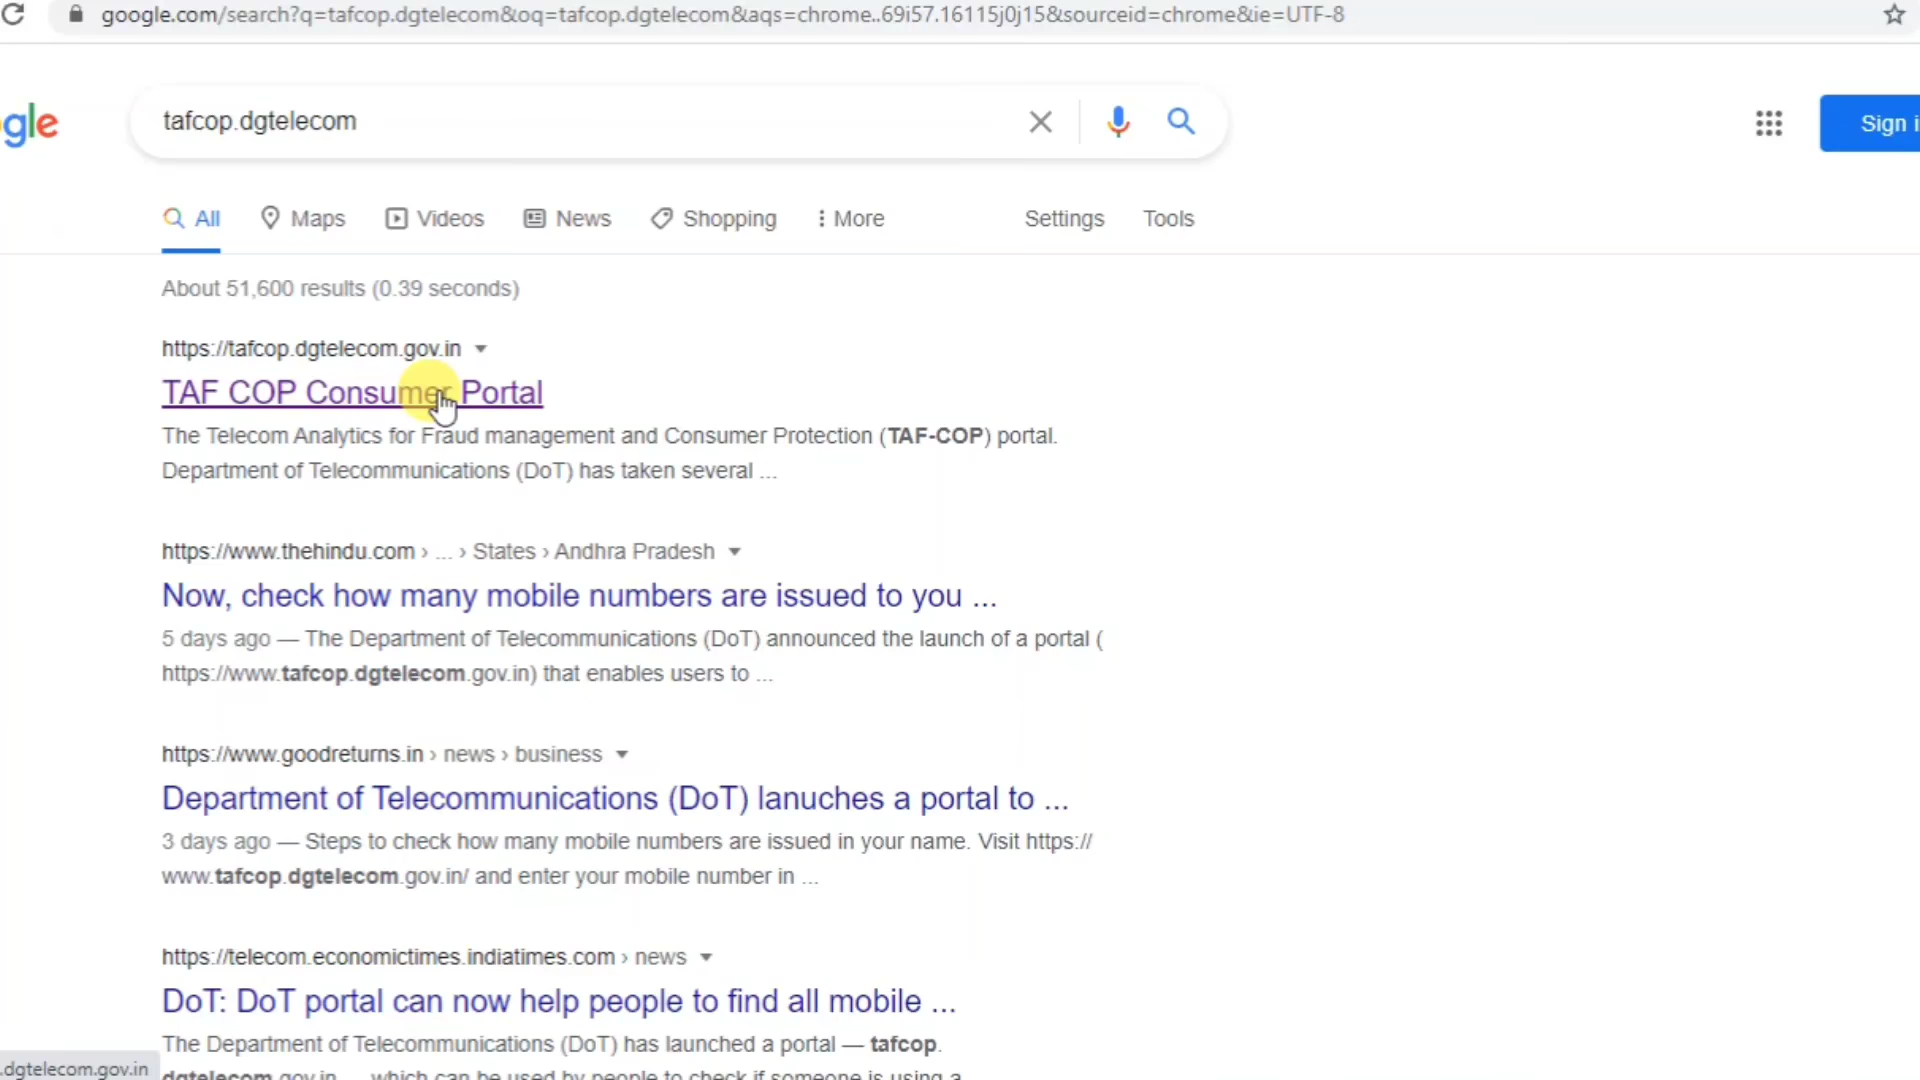 google.com/search?q=tafcop.dgtelecom&oq=tafcop.dgtelecom&aqs=chrome..69i57.16115j0j15&sourceid=chrome&ie=UTF-8
gle
tafcop.dgtelecom
Sign i
All Maps Videos News Shopping More Settings Tools
About 51,600 results (0.39 seconds)
https://tafcop.dgtelecom.gov.in
TAF COP Consumer Portal
The Telecom Analytics for Fraud management and Consumer Protection (TAF-COP) portal.
Department of Telecommunications (DoT) has taken several ...
https://www.thehindu.com › ... › States › Andhra Pradesh
Now, check how many mobile numbers are issued to you ...
5 days ago — The Department of Telecommunications (DoT) announced the launch of a portal (
https://www.tafcop.dgtelecom.gov.in) that enables users to ...
https://www.goodreturns.in › news › business
Department of Telecommunications (DoT) lanuches a portal to ...
3 days ago — Steps to check how many mobile numbers are issued in your name. Visit https://
www.tafcop.dgtelecom.gov.in/ and enter your mobile number in ...
https://telecom.economictimes.indiatimes.com › news
DoT: DoT portal can now help people to find all mobile ...
The Department of Telecommunications (DoT) has launched a portal — tafcop.
dgtelecom.gov.in ... which can be used by people to check if someone is using a
.dgtelecom.gov.in